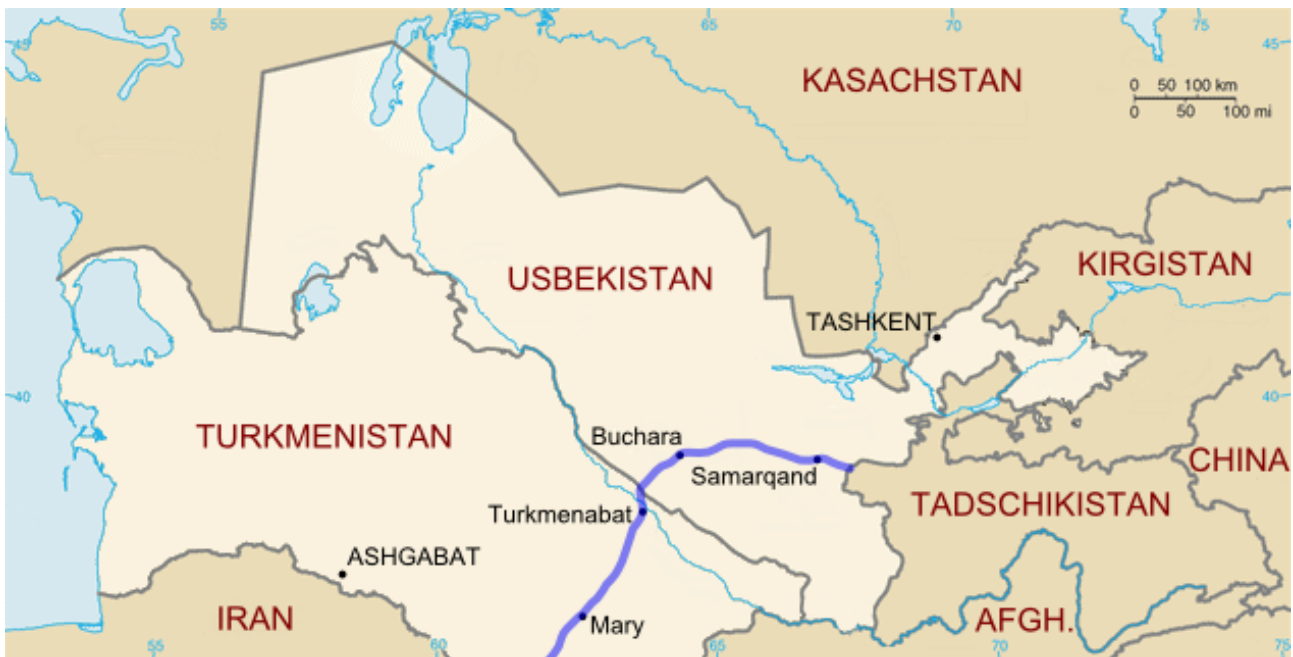 55
65
70
75
45
45
KASACHSTAN
0 50 100 km
0 50 100 mi
KIRGISTAN
USBEKISTAN
TASHKENT
40
40
TURKMENISTAN
Buchara
CHINA
Samarqand
TADSCHIKISTAN
Turkmenabat
ASHGABAT
IRAN
AFGH.
Mary
55
60
65
70
75